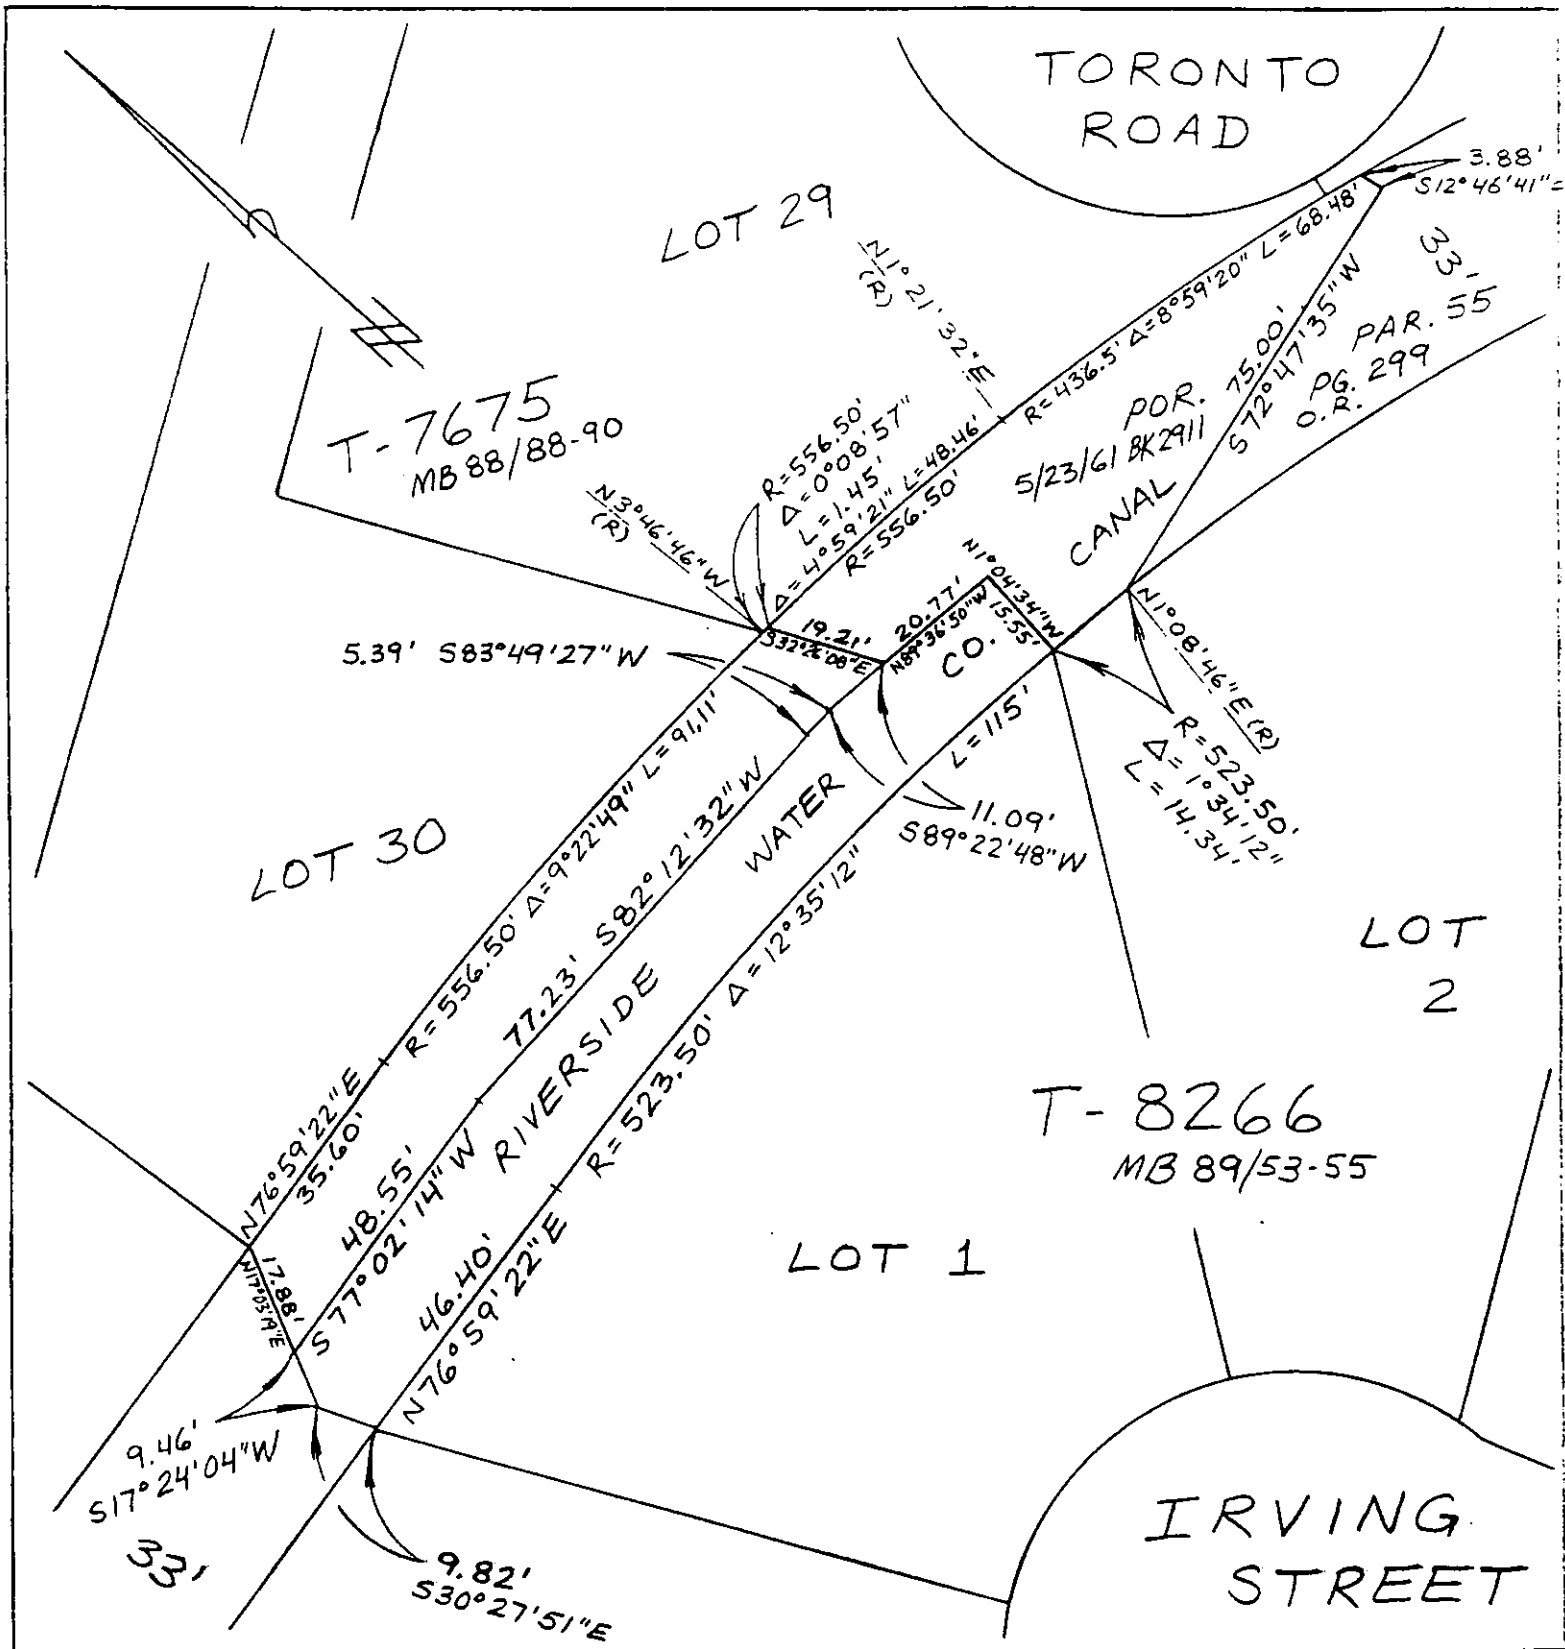 TORONTO
ROAD
3.88'
S12°46'41"=
LOT 29
N1°21'32"E
(R)
R=436.5' Δ=8°59'20" L=68.48'
33'
75.00'
S72°47'35"W
POR. PAR. 55
5/23/61 BK2911 PG. 299
O.R.
T-7675
MB 88/88-90
N3°46'46"W
(R)
R=556.50'
Δ=0°08'57"
L=1.45'
Δ=4°59'21" L=48.46'
R=556.50'
CANAL
N1°04'34"W
15.55'
20.77'
N89°36'50"W
19.21'
S32°26'08"E
CO.
5.39' S83°49'27"W
N1°08'46"E(R)
R=523.50'
Δ=1°34'12"
L=14.34'
L=115'
11.09'
S89°22'48"W
WATER
LOT 30
R=556.50' Δ=9°22'49" L=91.11'
77.23' S82°12'32"W
RIVERSIDE
R=523.50' Δ=12°35'12"
LOT
2
T-8266
MB 89/53-55
N76°59'22"E
35.60'
48.55'
S77°02'14"W
46.40'
N76°59'22"E
LOT 1
17.88'
N17°03'19"E
9.46'
S17°24'04"W
33'
9.82'
S30°27'51"E
IRVING
STREET